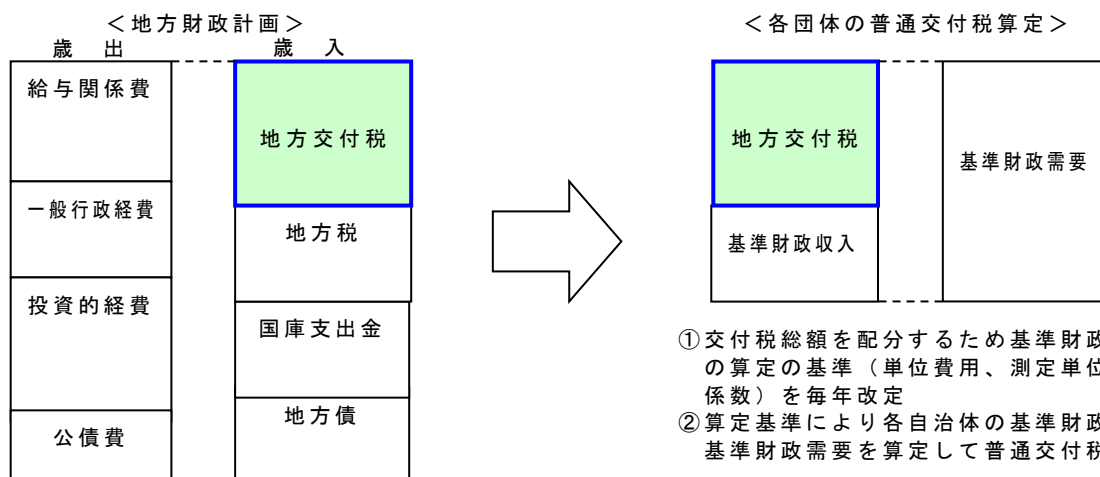 ＜地方財政計画＞
歳　出
歳　入
給与関係費
一般行政経費
投資的経費
公債費
地方交付税
地方税
国庫支出金
地方債
＜各団体の普通交付税算定＞
地方交付税
基準財政収入
基準財政需要
①交付税総額を配分するため基準財政
の算定の基準（単位費用、測定単位
係数）を毎年改定
②算定基準により各自治体の基準財政
基準財政需要を算定して普通交付税